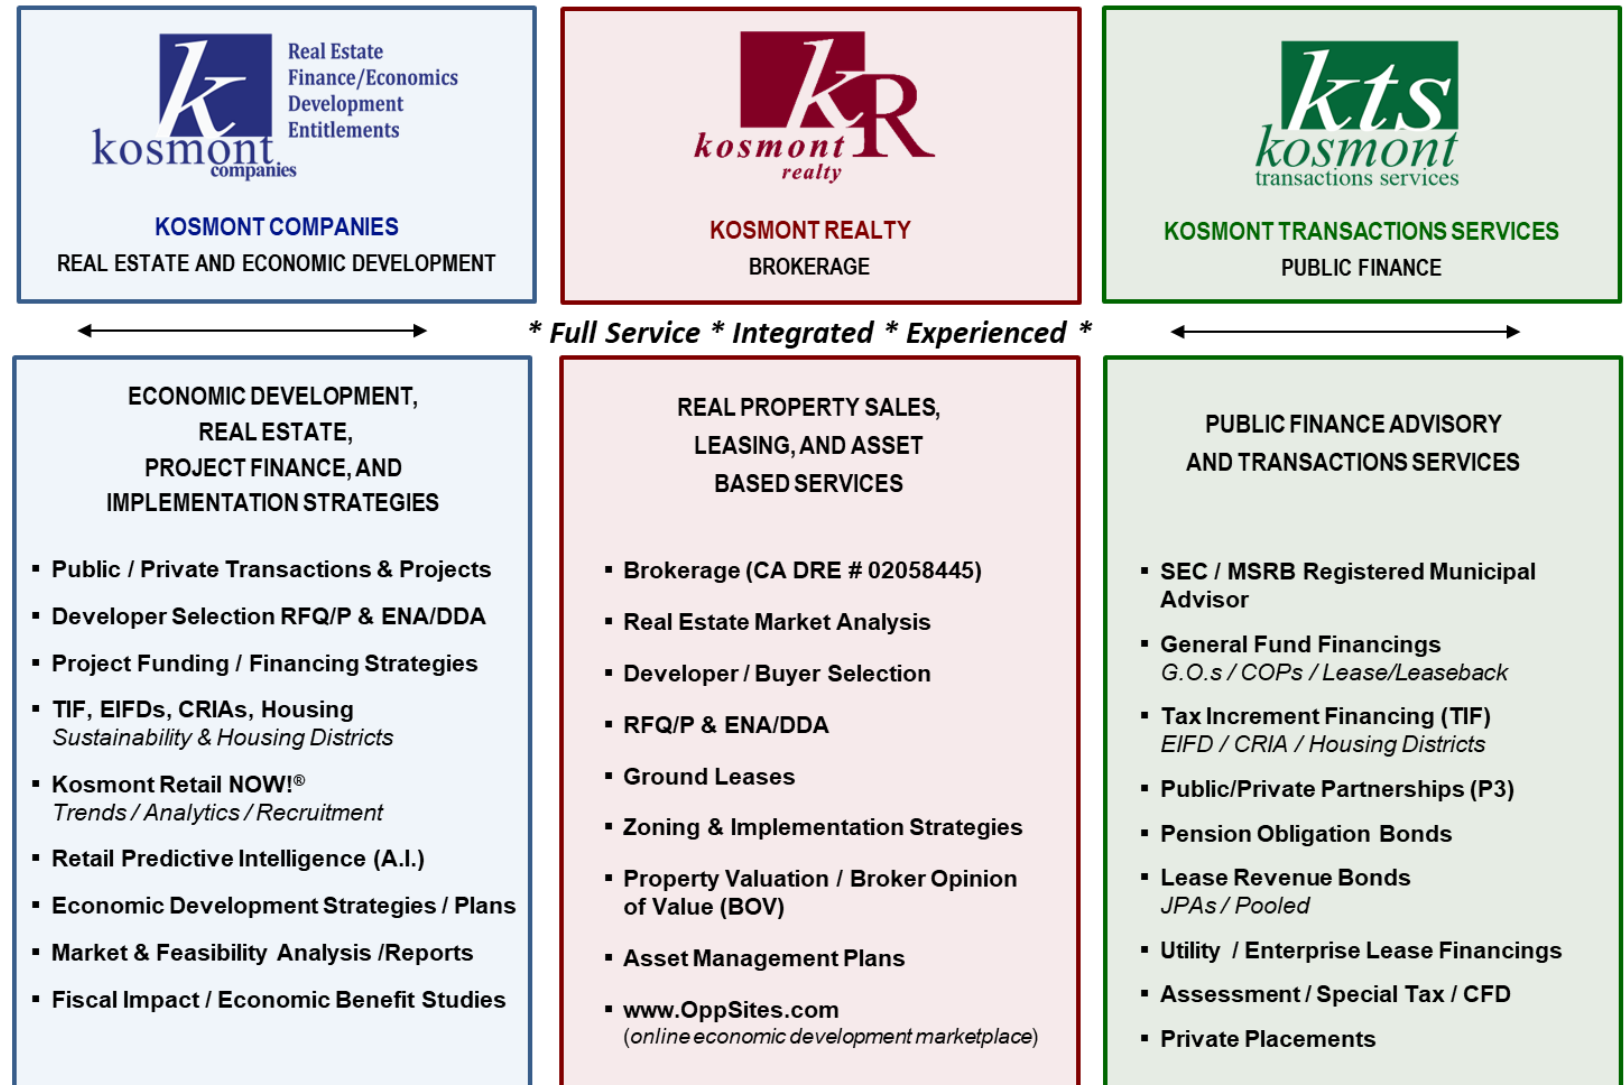 k
kosmont
companies
Real Estate
Finance/Economics
Development
Entitlements
KOSMONT COMPANIES
REAL ESTATE AND ECONOMIC DEVELOPMENT
kR
kosmont
realty
KOSMONT REALTY
BROKERAGE
kts
kosmont
transactions services
KOSMONT TRANSACTIONS SERVICES
PUBLIC FINANCE
* Full Service * Integrated * Experienced *
ECONOMIC DEVELOPMENT,
REAL ESTATE,
PROJECT FINANCE, AND
IMPLEMENTATION STRATEGIES
▪ Public / Private Transactions & Projects
▪ Developer Selection RFQ/P & ENA/DDA
▪ Project Funding / Financing Strategies
▪ TIF, EIFDs, CRIAs, Housing
Sustainability & Housing Districts
▪ Kosmont Retail NOW!®
Trends / Analytics / Recruitment
▪ Retail Predictive Intelligence (A.I.)
▪ Economic Development Strategies / Plans
▪ Market & Feasibility Analysis /Reports
▪ Fiscal Impact / Economic Benefit Studies
REAL PROPERTY SALES,
LEASING, AND ASSET
BASED SERVICES
▪ Brokerage (CA DRE # 02058445)
▪ Real Estate Market Analysis
▪ Developer / Buyer Selection
▪ RFQ/P & ENA/DDA
▪ Ground Leases
▪ Zoning & Implementation Strategies
▪ Property Valuation / Broker Opinion
of Value (BOV)
▪ Asset Management Plans
▪ www.OppSites.com
(online economic development marketplace)
PUBLIC FINANCE ADVISORY
AND TRANSACTIONS SERVICES
▪ SEC / MSRB Registered Municipal
Advisor
▪ General Fund Financings
G.O.s / COPs / Lease/Leaseback
▪ Tax Increment Financing (TIF)
EIFD / CRIA / Housing Districts
▪ Public/Private Partnerships (P3)
▪ Pension Obligation Bonds
▪ Lease Revenue Bonds
JPAs / Pooled
▪ Utility / Enterprise Lease Financings
▪ Assessment / Special Tax / CFD
▪ Private Placements